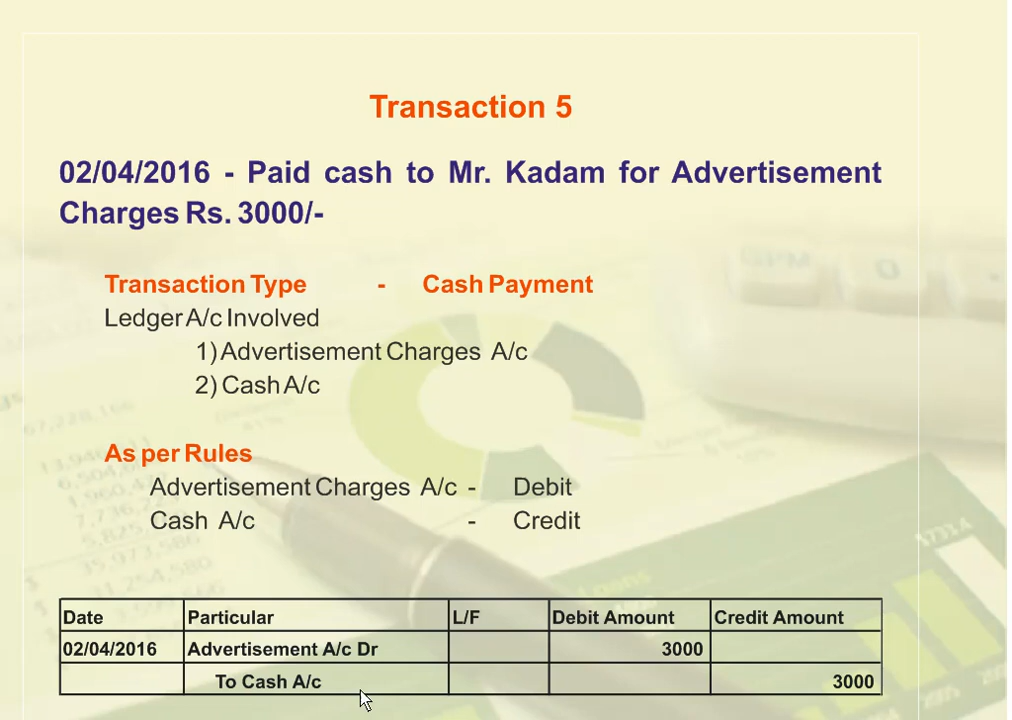 Transaction 5
02/04/2016 - Paid cash to Mr. Kadam for Advertisement
Charges Rs. 3000/-
Transaction Type - Cash Payment
Ledger A/c Involved
1) Advertisement Charges A/c
2) Cash A/c
As per Rules
Advertisement Charges A/c - Debit
Cash A/c - Credit
Date Particular L/F Debit Amount Credit Amount
02/04/2016 Advertisement A/c Dr 3000
To Cash A/c 3000